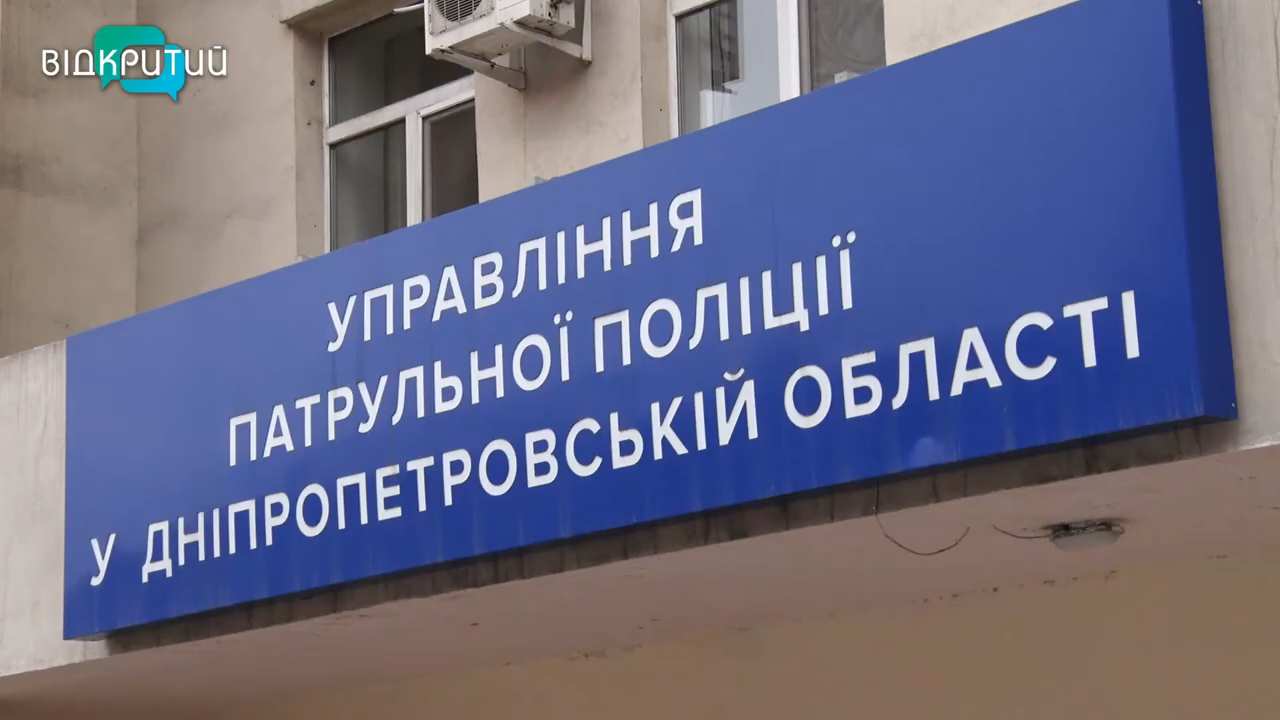 ВІДКРИТИЙ
УПРАВЛІННЯ
ПАТРУЛЬНОЇ ПОЛІЦІЇ
У ДНІПРОПЕТРОВСЬКІЙ ОБЛАСТІ